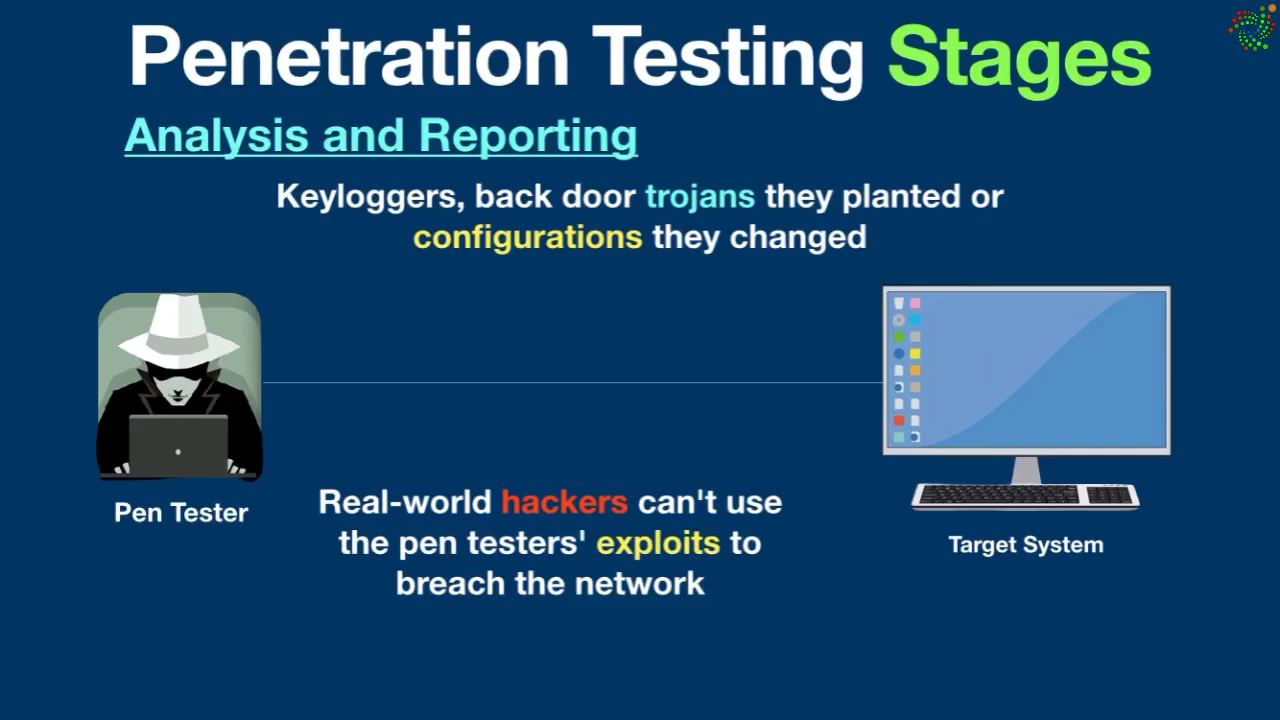 Penetration Testing Stages
Analysis and Reporting
Keyloggers, back door trojans they planted or
configurations they changed
Pen Tester
Real-world hackers can't use
the pen testers' exploits to
breach the network
Target System